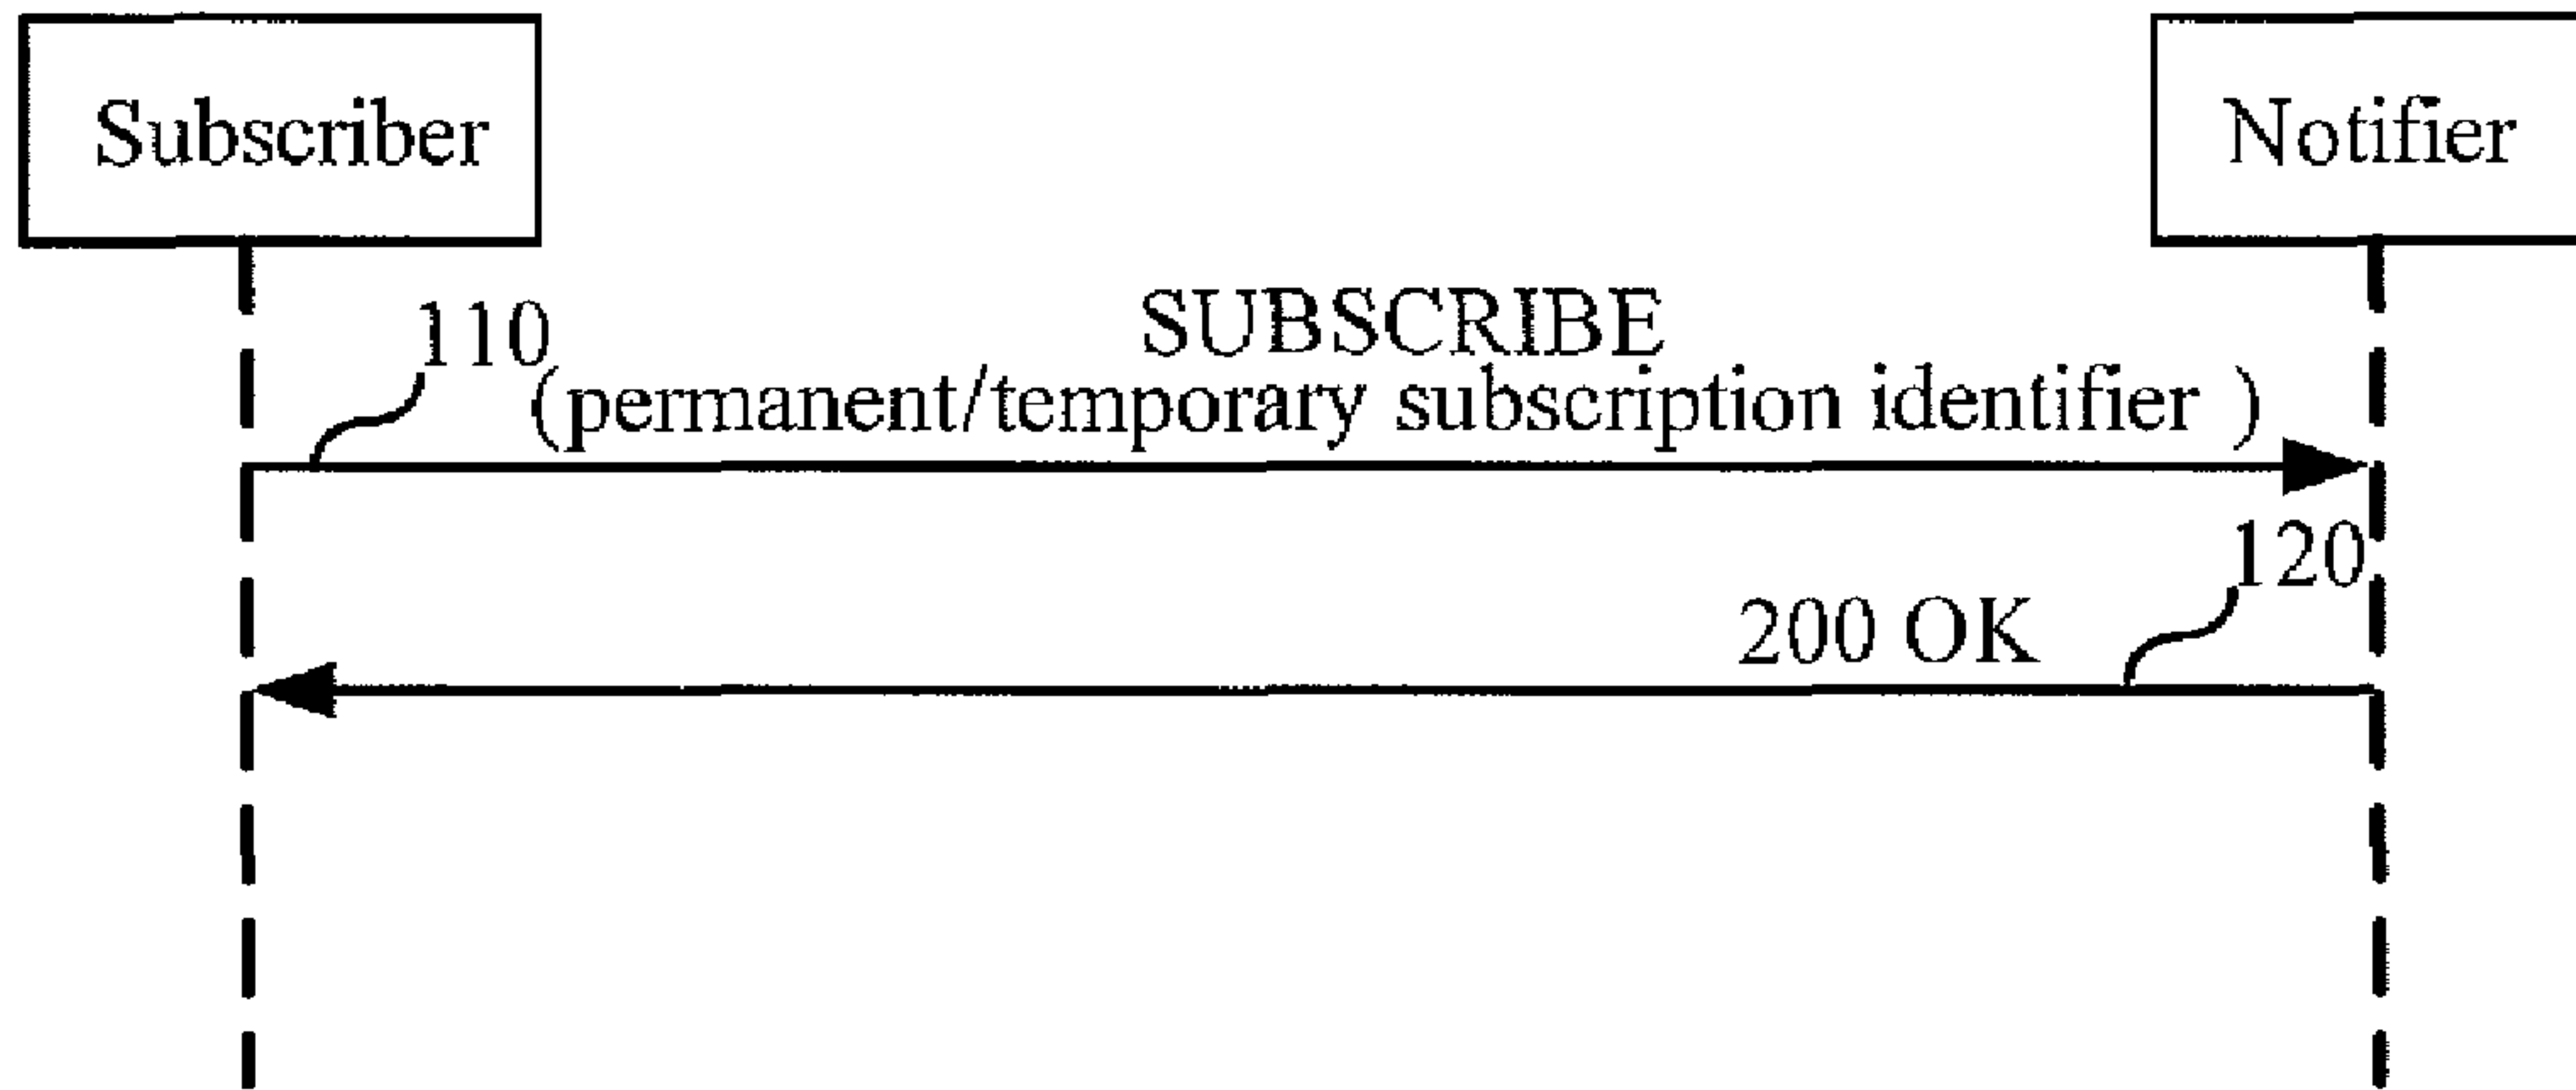 Subscriber
Notifier
110
SUBSCRIBE
(permanent/temporary subscription identifier )
120
200 OK